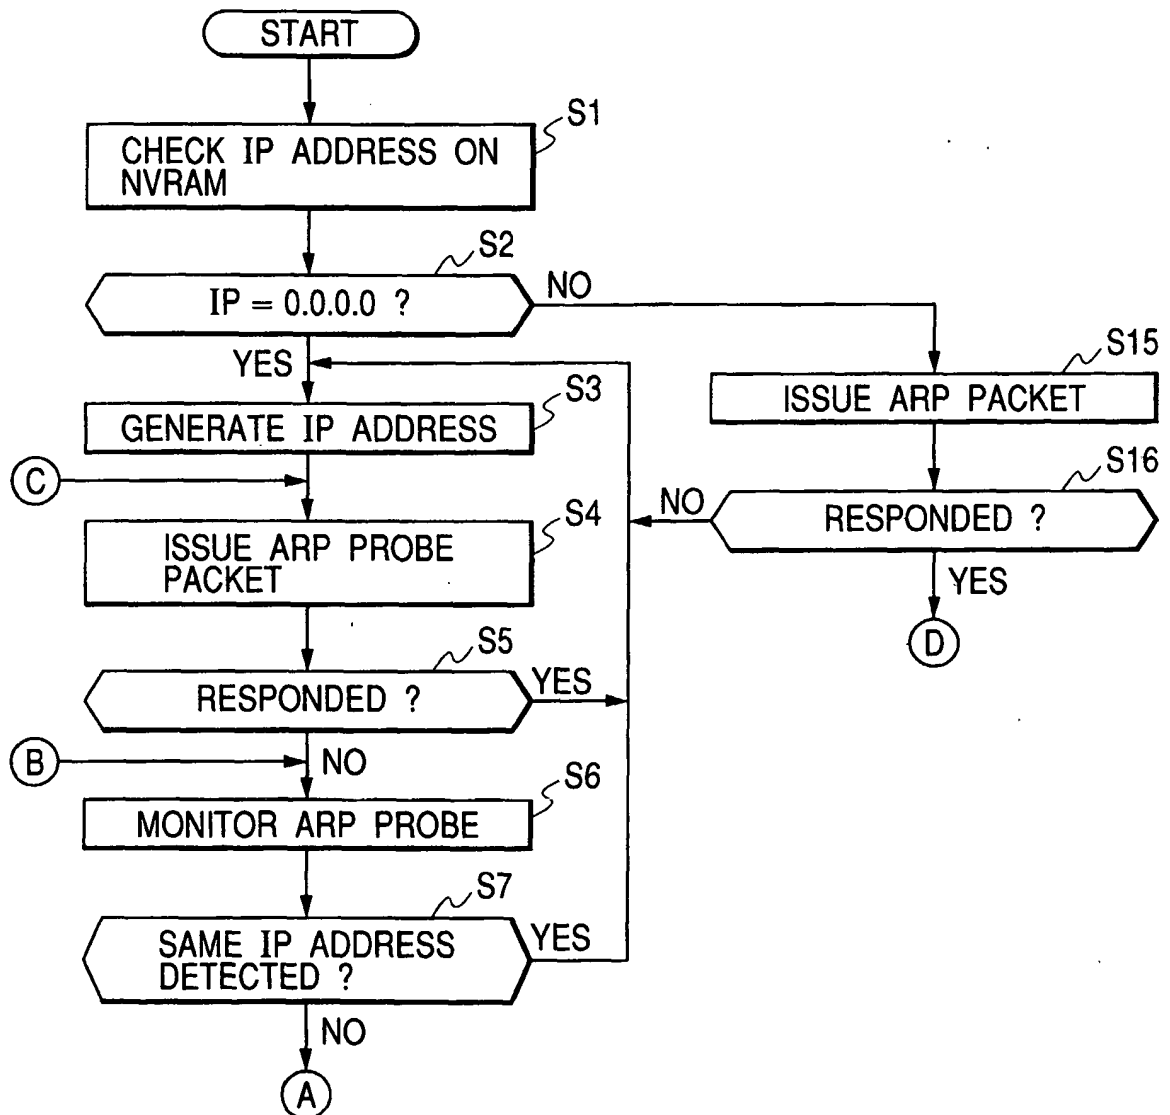 START
S1
CHECK IP ADDRESS ON
NVRAM
S2
IP = 0.0.0.0 ?
NO
YES
S15
ISSUE ARP PACKET
S3
GENERATE IP ADDRESS
C
S16
RESPONDED ?
NO
YES
D
S4
ISSUE ARP PROBE
PACKET
S5
RESPONDED ?
YES
B
NO
S6
MONITOR ARP PROBE
S7
SAME IP ADDRESS
DETECTED ?
YES
NO
A